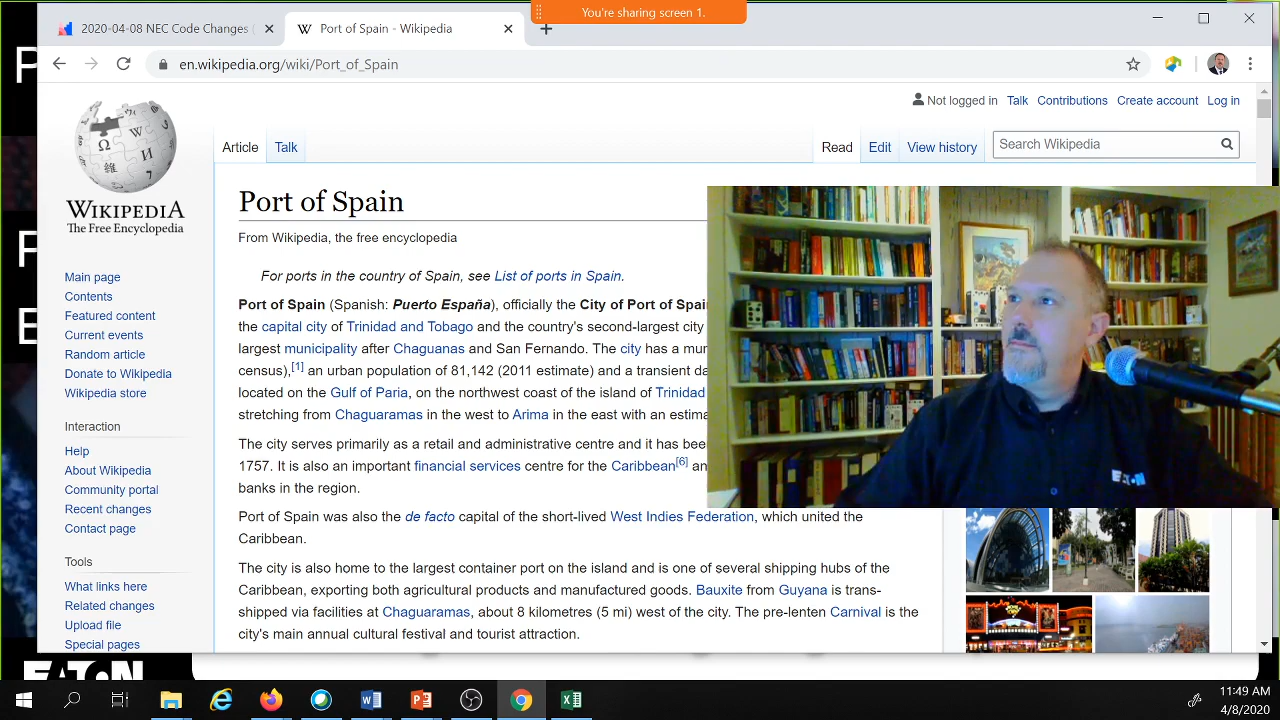 You're sharing screen 1.
2020-04-08 NEC Code Changes
Port of Spain - Wikipedia
en.wikipedia.org/wiki/Port_of_Spain
Not logged in Talk Contributions Create account Log in
Article Talk Read Edit View history Search Wikipedia
WIKIPEDIA
The Free Encyclopedia
Main page
Contents
Featured content
Current events
Random article
Donate to Wikipedia
Wikipedia store
Interaction
Help
About Wikipedia
Community portal
Recent changes
Contact page
Tools
What links here
Related changes
Upload file
Special pages
Port of Spain
From Wikipedia, the free encyclopedia
For ports in the country of Spain, see List of ports in Spain.
Port of Spain (Spanish: Puerto España), officially the City of Port of Spain
the capital city of Trinidad and Tobago and the country's second-largest city
largest municipality after Chaguanas and San Fernando. The city has a mun
census),[1] an urban population of 81,142 (2011 estimate) and a transient da
located on the Gulf of Paria, on the northwest coast of the island of Trinidad
stretching from Chaguaramas in the west to Arima in the east with an estima
The city serves primarily as a retail and administrative centre and it has bee
1757. It is also an important financial services centre for the Caribbean[6] an
banks in the region.
Port of Spain was also the de facto capital of the short-lived West Indies Federation, which united the
Caribbean.
The city is also home to the largest container port on the island and is one of several shipping hubs of the
Caribbean, exporting both agricultural products and manufactured goods. Bauxite from Guyana is trans-
shipped via facilities at Chaguaramas, about 8 kilometres (5 mi) west of the city. The pre-lenten Carnival is the
city's main annual cultural festival and tourist attraction.
EATON
P
P
E
EATON
11:49 AM
4/8/2020